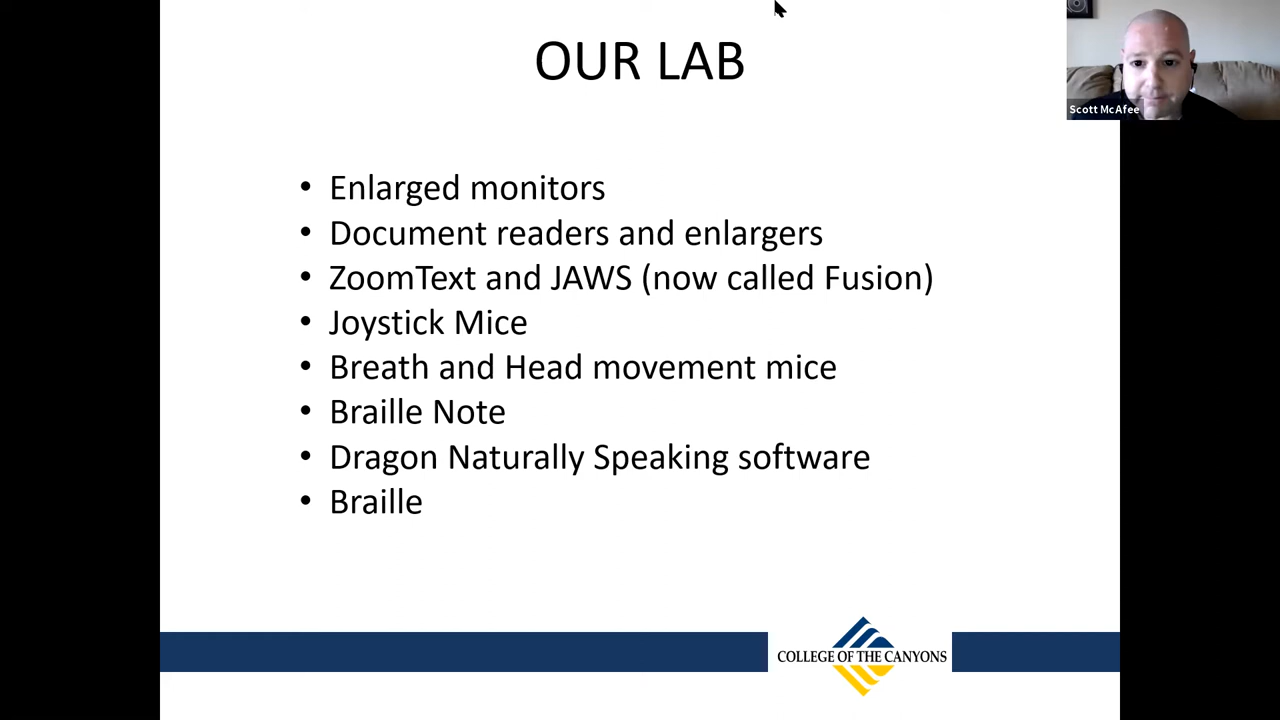 OUR LAB
Scott McAfee
• Enlarged monitors
• Document readers and enlargers
• ZoomText and JAWS (now called Fusion)
• Joystick Mice
• Breath and Head movement mice
• Braille Note
• Dragon Naturally Speaking software
• Braille
COLLEGE OF THE CANYONS